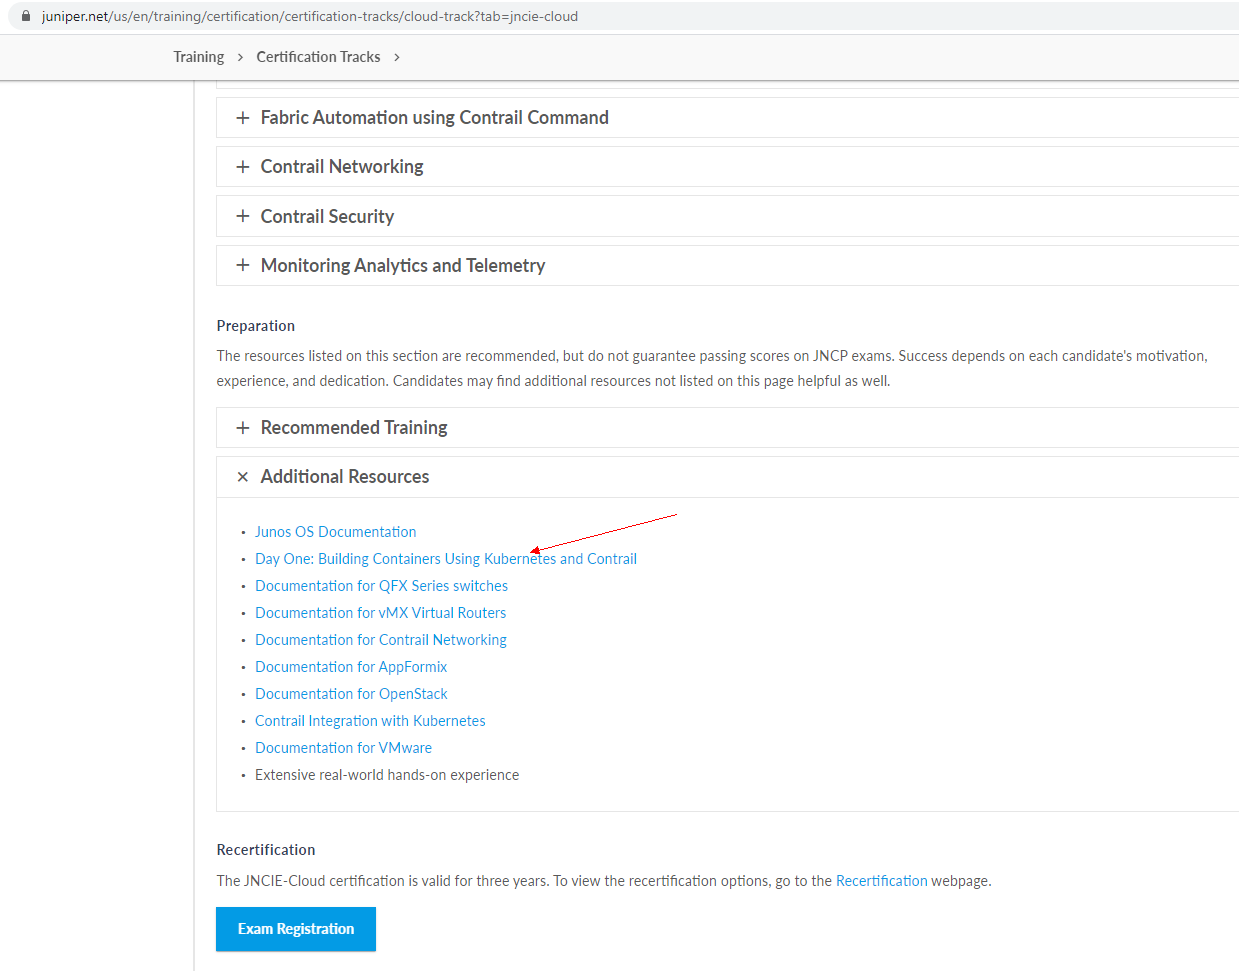 juniper.net/us/en/training/certification/certification-tracks/cloud-track?tab=jncie-cloud
Training > Certification Tracks >
+ Fabric Automation using Contrail Command
+ Contrail Networking
+ Contrail Security
+ Monitoring Analytics and Telemetry
Preparation
The resources listed on this section are recommended, but do not guarantee passing scores on JNCP exams. Success depends on each candidate's motivation,
experience, and dedication. Candidates may find additional resources not listed on this page helpful as well.
+ Recommended Training
× Additional Resources
• Junos OS Documentation
• Day One: Building Containers Using Kubernetes and Contrail
• Documentation for QFX Series switches
• Documentation for vMX Virtual Routers
• Documentation for Contrail Networking
• Documentation for AppFormix
• Documentation for OpenStack
• Contrail Integration with Kubernetes
• Documentation for VMware
• Extensive real-world hands-on experience
Recertification
The JNCIE-Cloud certification is valid for three years. To view the recertification options, go to the Recertification webpage.
Exam Registration